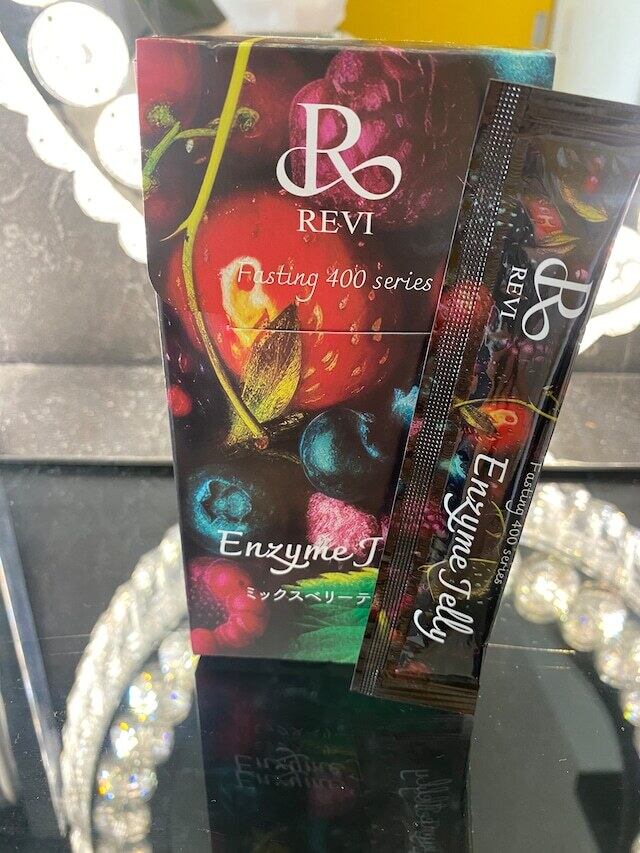 R
REVI
Fasting 400 series
Enzyme J
ミックスベリーテ
R
REVI
Fasting 400 series
Enzyme Jelly